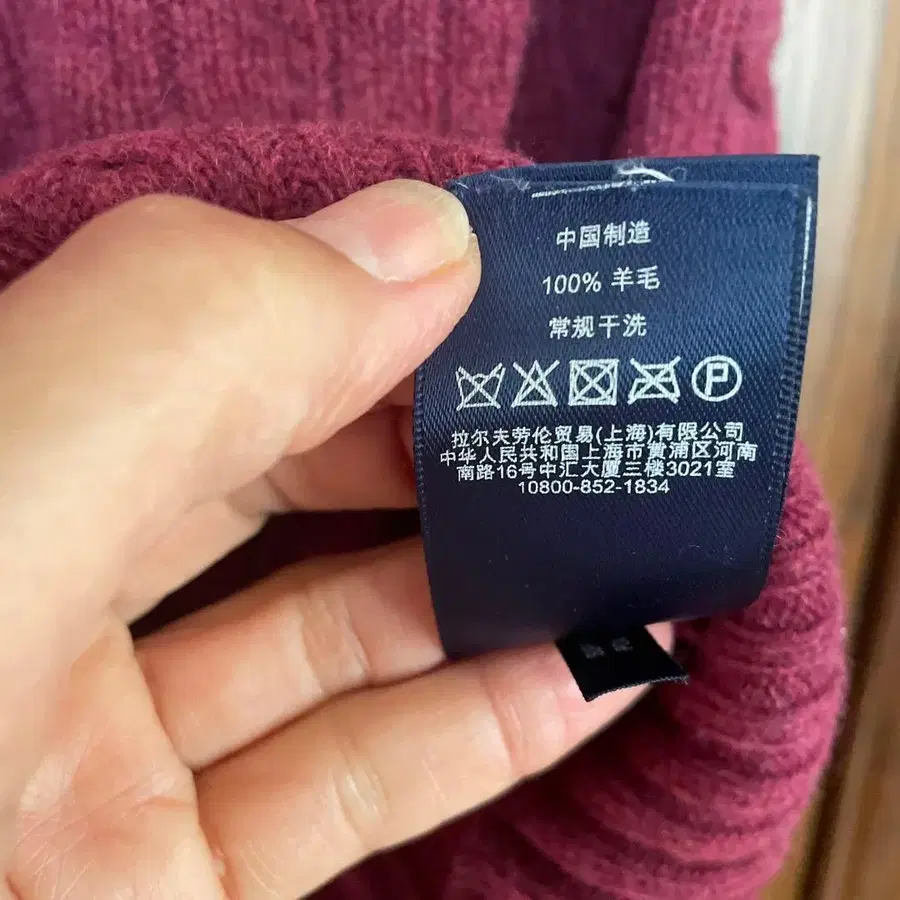 中国制造
100% 羊毛
常规干洗
P
拉尔夫劳伦贸易(上海)有限公司
中华人民共和国上海市黄浦区河南
南路16号中汇大厦三楼3021室
10800-852-1834